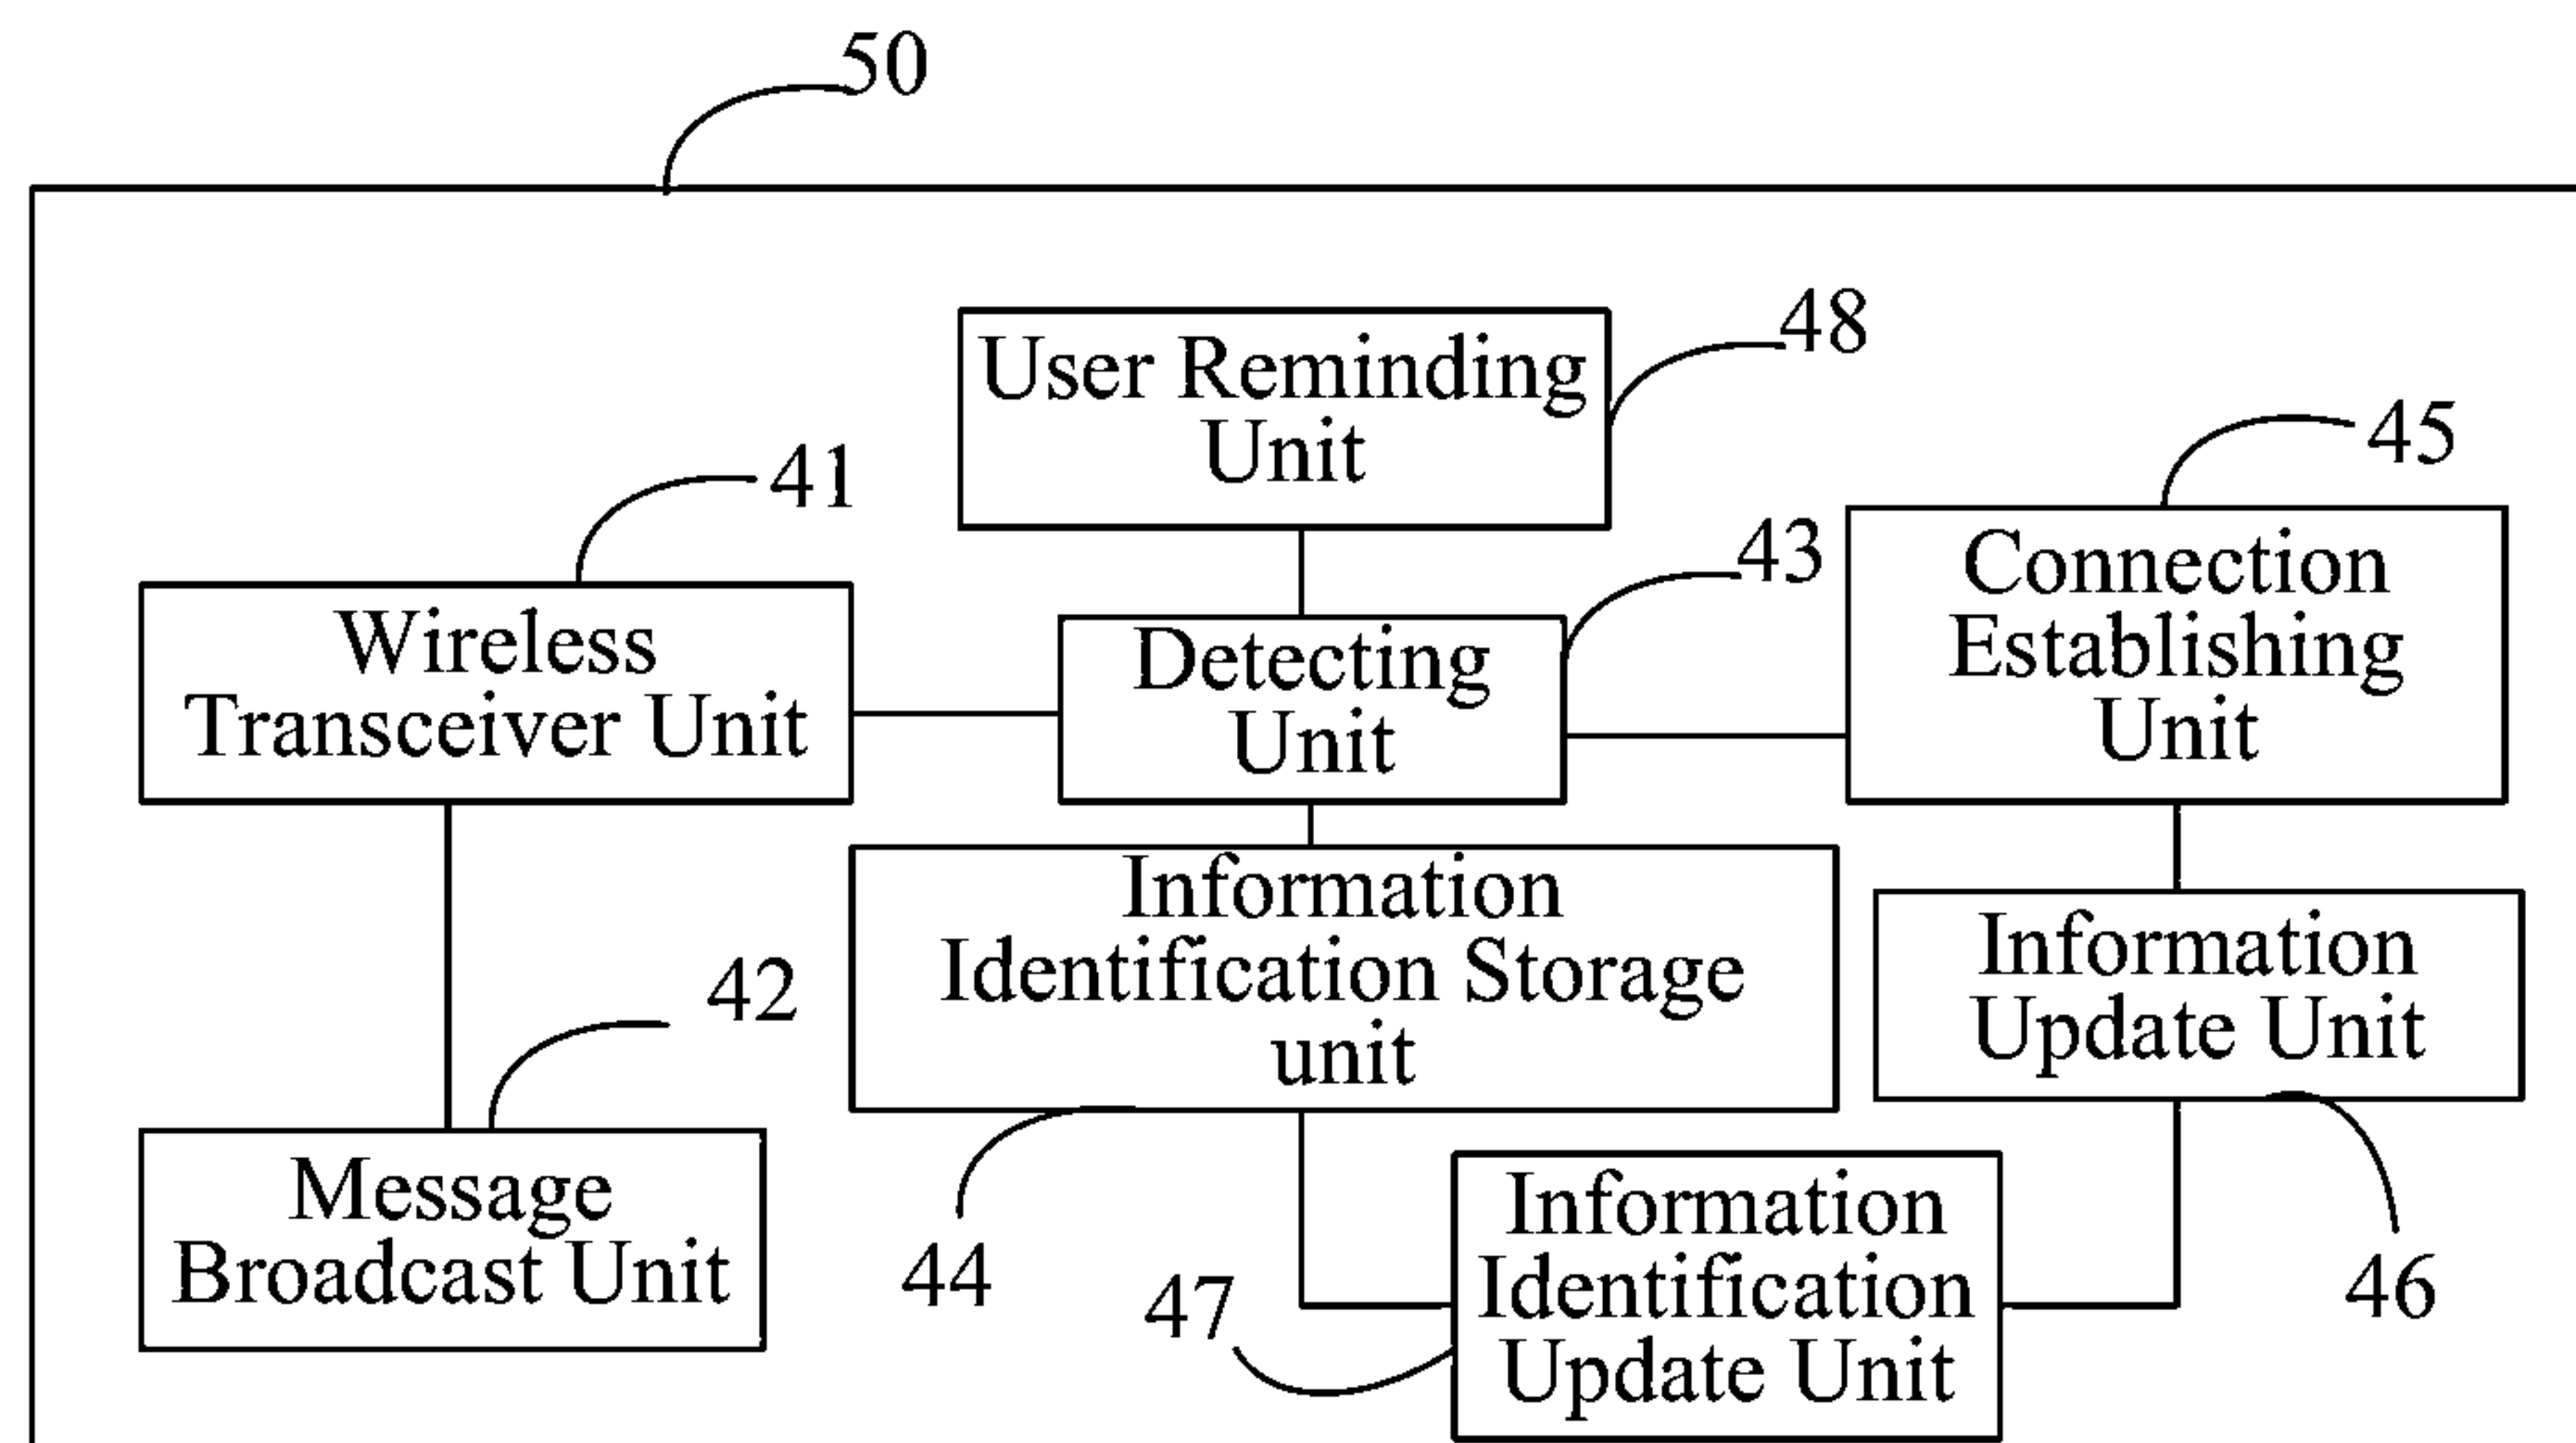 50
User Reminding
Unit
48
45
41
Connection
Establishing
Unit
43
Wireless
Transceiver Unit
Detecting
Unit
Information
Identification Storage
unit
Information
Update Unit
42
Message
Broadcast Unit
44
47
Information
Identification
Update Unit
46